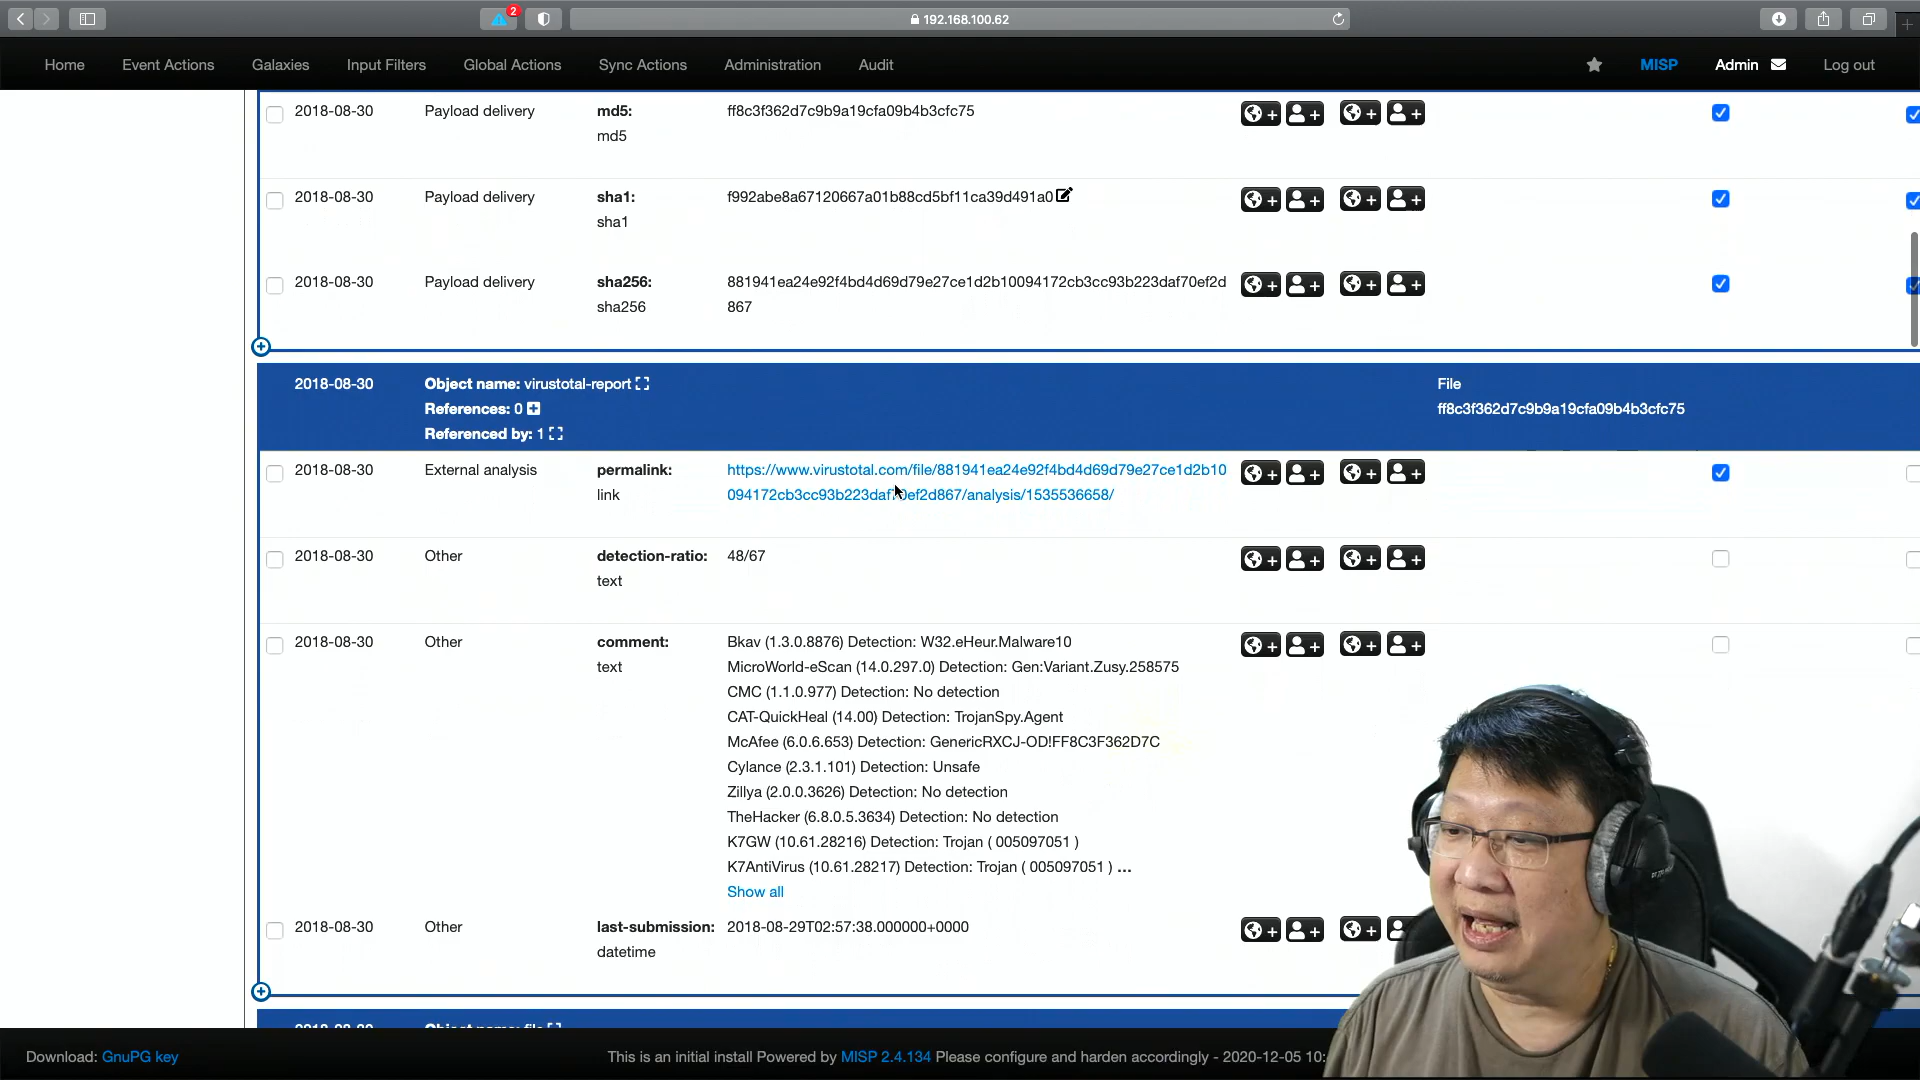 2
192.168.100.62
Home Event Actions Galaxies Input Filters Global Actions Sync Actions Administration Audit MISP Admin Log out
2018-08-30 Payload delivery md5: ff8c3f362d7c9b9a19cfa09b4b3cfc75
md5
2018-08-30 Payload delivery sha1: f992abe8a67120667a01b88cd5bf11ca39d491a0
sha1
2018-08-30 Payload delivery sha256: 881941ea24e92f4bd4d69d79e27ce1d2b10094172cb3cc93b223daf70ef2d
sha256 867
2018-08-30 Object name: virustotal-report File
References: 0 ff8c3f362d7c9b9a19cfa09b4b3cfc75
Referenced by: 1
2018-08-30 External analysis permalink: https://www.virustotal.com/file/881941ea24e92f4bd4d69d79e27ce1d2b10
link 094172cb3cc93b223daf70ef2d867/analysis/1535536658/
2018-08-30 Other detection-ratio: 48/67
text
2018-08-30 Other comment: Bkav (1.3.0.8876) Detection: W32.eHeur.Malware10
text MicroWorld-eScan (14.0.297.0) Detection: Gen:Variant.Zusy.258575
CMC (1.1.0.977) Detection: No detection
CAT-QuickHeal (14.00) Detection: TrojanSpy.Agent
McAfee (6.0.6.653) Detection: GenericRXCJ-OD!FF8C3F362D7C
Cylance (2.3.1.101) Detection: Unsafe
Zillya (2.0.0.3626) Detection: No detection
TheHacker (6.8.0.5.3634) Detection: No detection
K7GW (10.61.28216) Detection: Trojan ( 005097051 )
K7AntiVirus (10.61.28217) Detection: Trojan ( 005097051 ) ...
Show all
2018-08-30 Other last-submission: 2018-08-29T02:57:38.000000+0000
datetime
2018-08-30 Object name: file
Download: GnuPG key This is an initial install Powered by MISP 2.4.134 Please configure and harden accordingly - 2020-12-05 10: